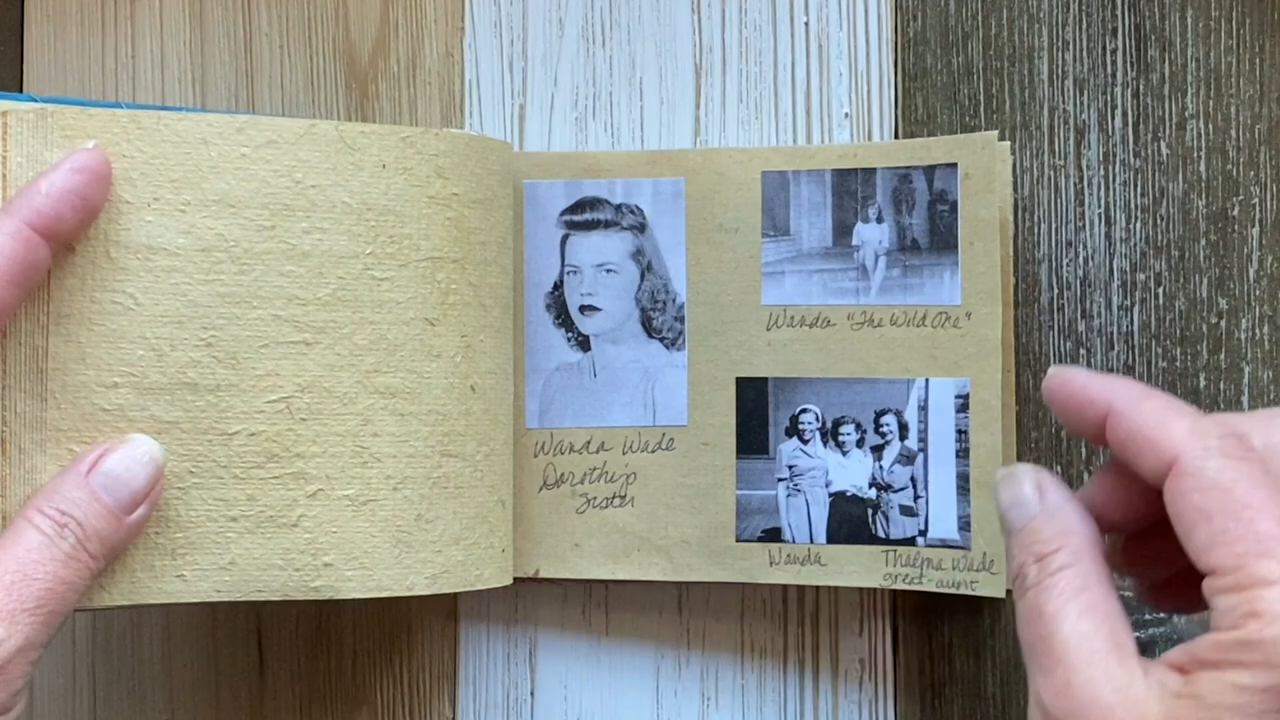 Wanda Wade
Dorothy's
sister
Wanda "The Wild One"
Wanda
Thelma Wade
great-aunt